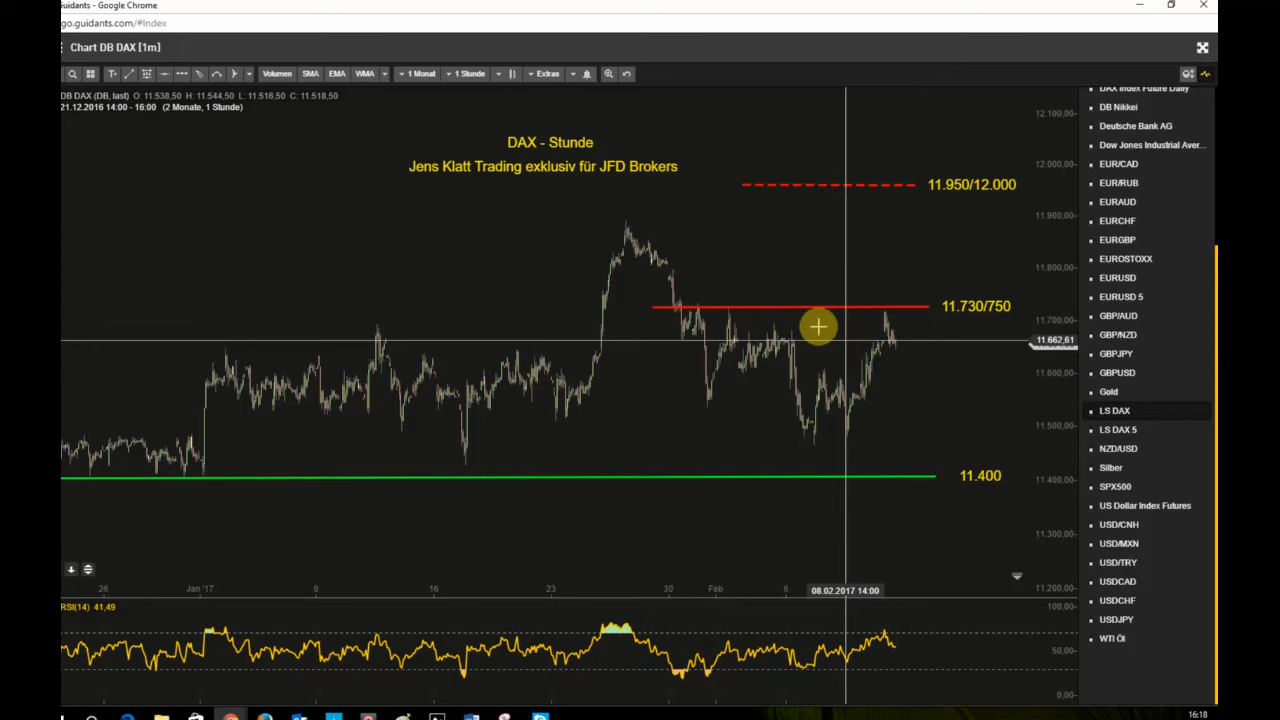 Guidants - Google Chrome
go.guidants.com/#Index
Chart DB DAX [1m]
Volumen SMA EMA WMA 1 Monat 1 Stunde Extras
DB DAX (DB, last) O: 11.538,50 H: 11.544,50 L: 11.516,50 C: 11.518,50
21.12.2016 14:00 - 16:00 (2 Monate, 1 Stunde)
DAX - Stunde
Jens Klatt Trading exklusiv für JFD Brokers
11.950/12.000
11.730/750
11.400
12.100,00
12.000,00
11.900,00
11.800,00
11.700,00
11.662,61
11.600,00
11.500,00
11.400,00
11.300,00
11.200,00
26 Jan '17 9 16 23 30 Feb 6 08.02.2017 14:00
RSI(14) 41,49
100,00
50,00
0,00
DAX Index Future Daily
DB Nikkei
Deutsche Bank AG
Dow Jones Industrial Aver...
EUR/CAD
EUR/RUB
EURAUD
EURCHF
EURGBP
EUROSTOXX
EURUSD
EURUSD 5
GBP/AUD
GBP/NZD
GBPJPY
GBPUSD
Gold
LS DAX
LS DAX 5
NZD/USD
Silber
SPX500
US Dollar Index Futures
USD/CNH
USD/MXN
USD/TRY
USDCAD
USDCHF
USDJPY
WTI Öl
16:18